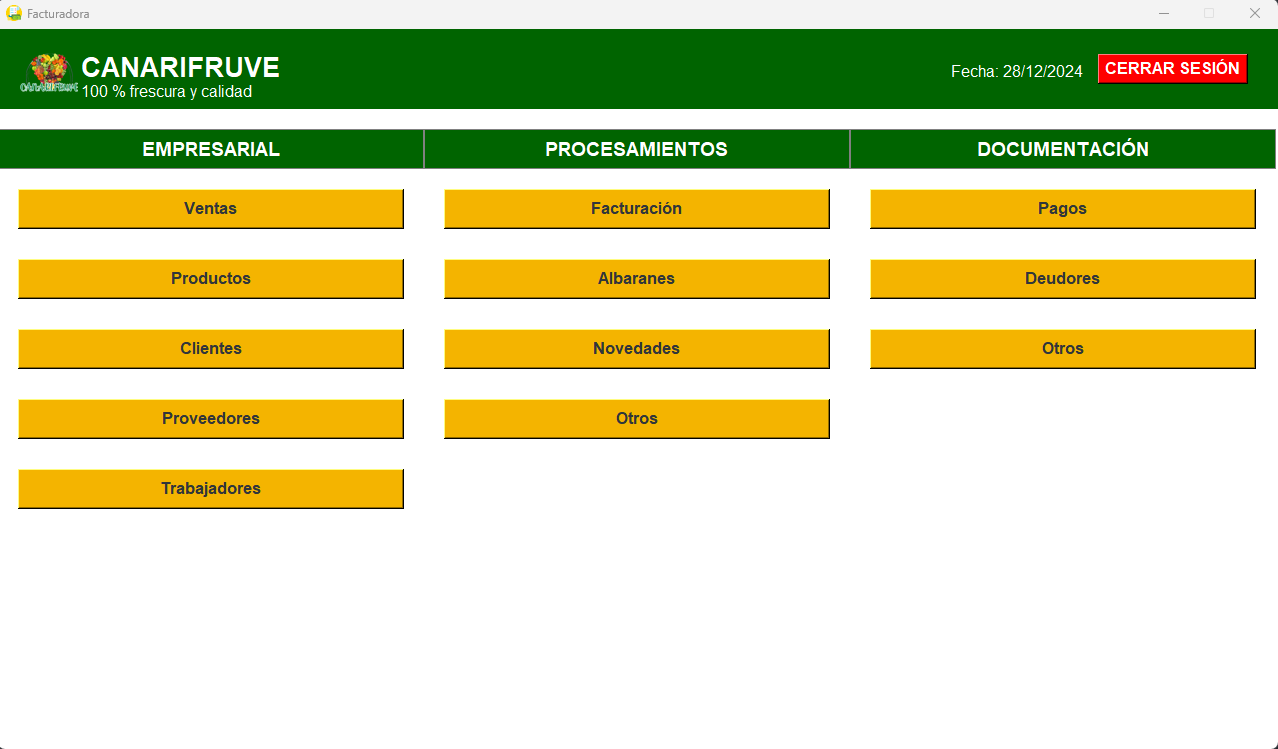 Facturadora
CANARIFRUVE
CANARIFRUVE
100 % frescura y calidad
Fecha: 28/12/2024
CERRAR SESIÓN
EMPRESARIAL
PROCESAMIENTOS
DOCUMENTACIÓN
Ventas
Facturación
Pagos
Productos
Albaranes
Deudores
Clientes
Novedades
Otros
Proveedores
Otros
Trabajadores